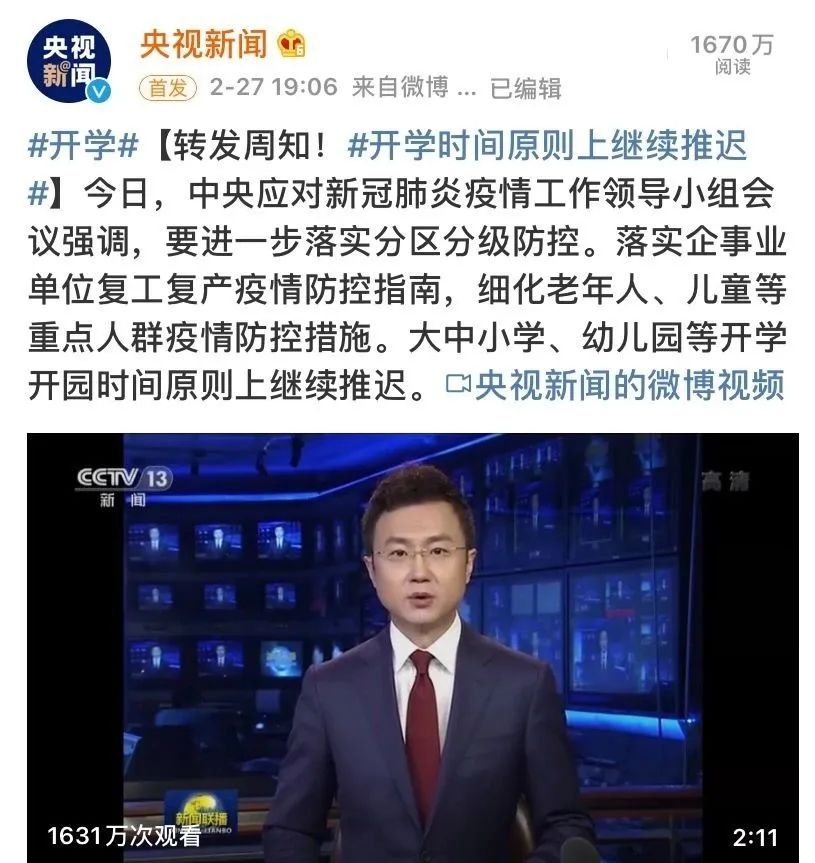 央视
新@闻
央视新闻
6
1670万
阅读
首发 2-27 19:06 来自微博 ... 已编辑
#开学#【转发周知！#开学时间原则上继续推迟
#】今日，中央应对新冠肺炎疫情工作领导小组会
议强调，要进一步落实分区分级防控。落实企事业
单位复工复产疫情防控指南，细化老年人、儿童等
重点人群疫情防控措施。大中小学、幼儿园等开学
开园时间原则上继续推迟。央视新闻的微博视频
CCTV 13
新闻
高清
新闻联播
1631万次观看
2:11